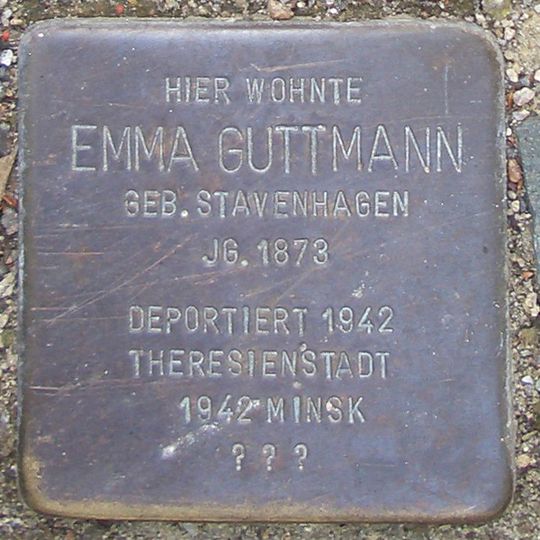 HIER WOHNTE
EMMA GUTTMANN
GEB. STAVENHAGEN
JG. 1873
DEPORTIERT 1942
THERESIENSTADT
1942 MINSK
? ? ?